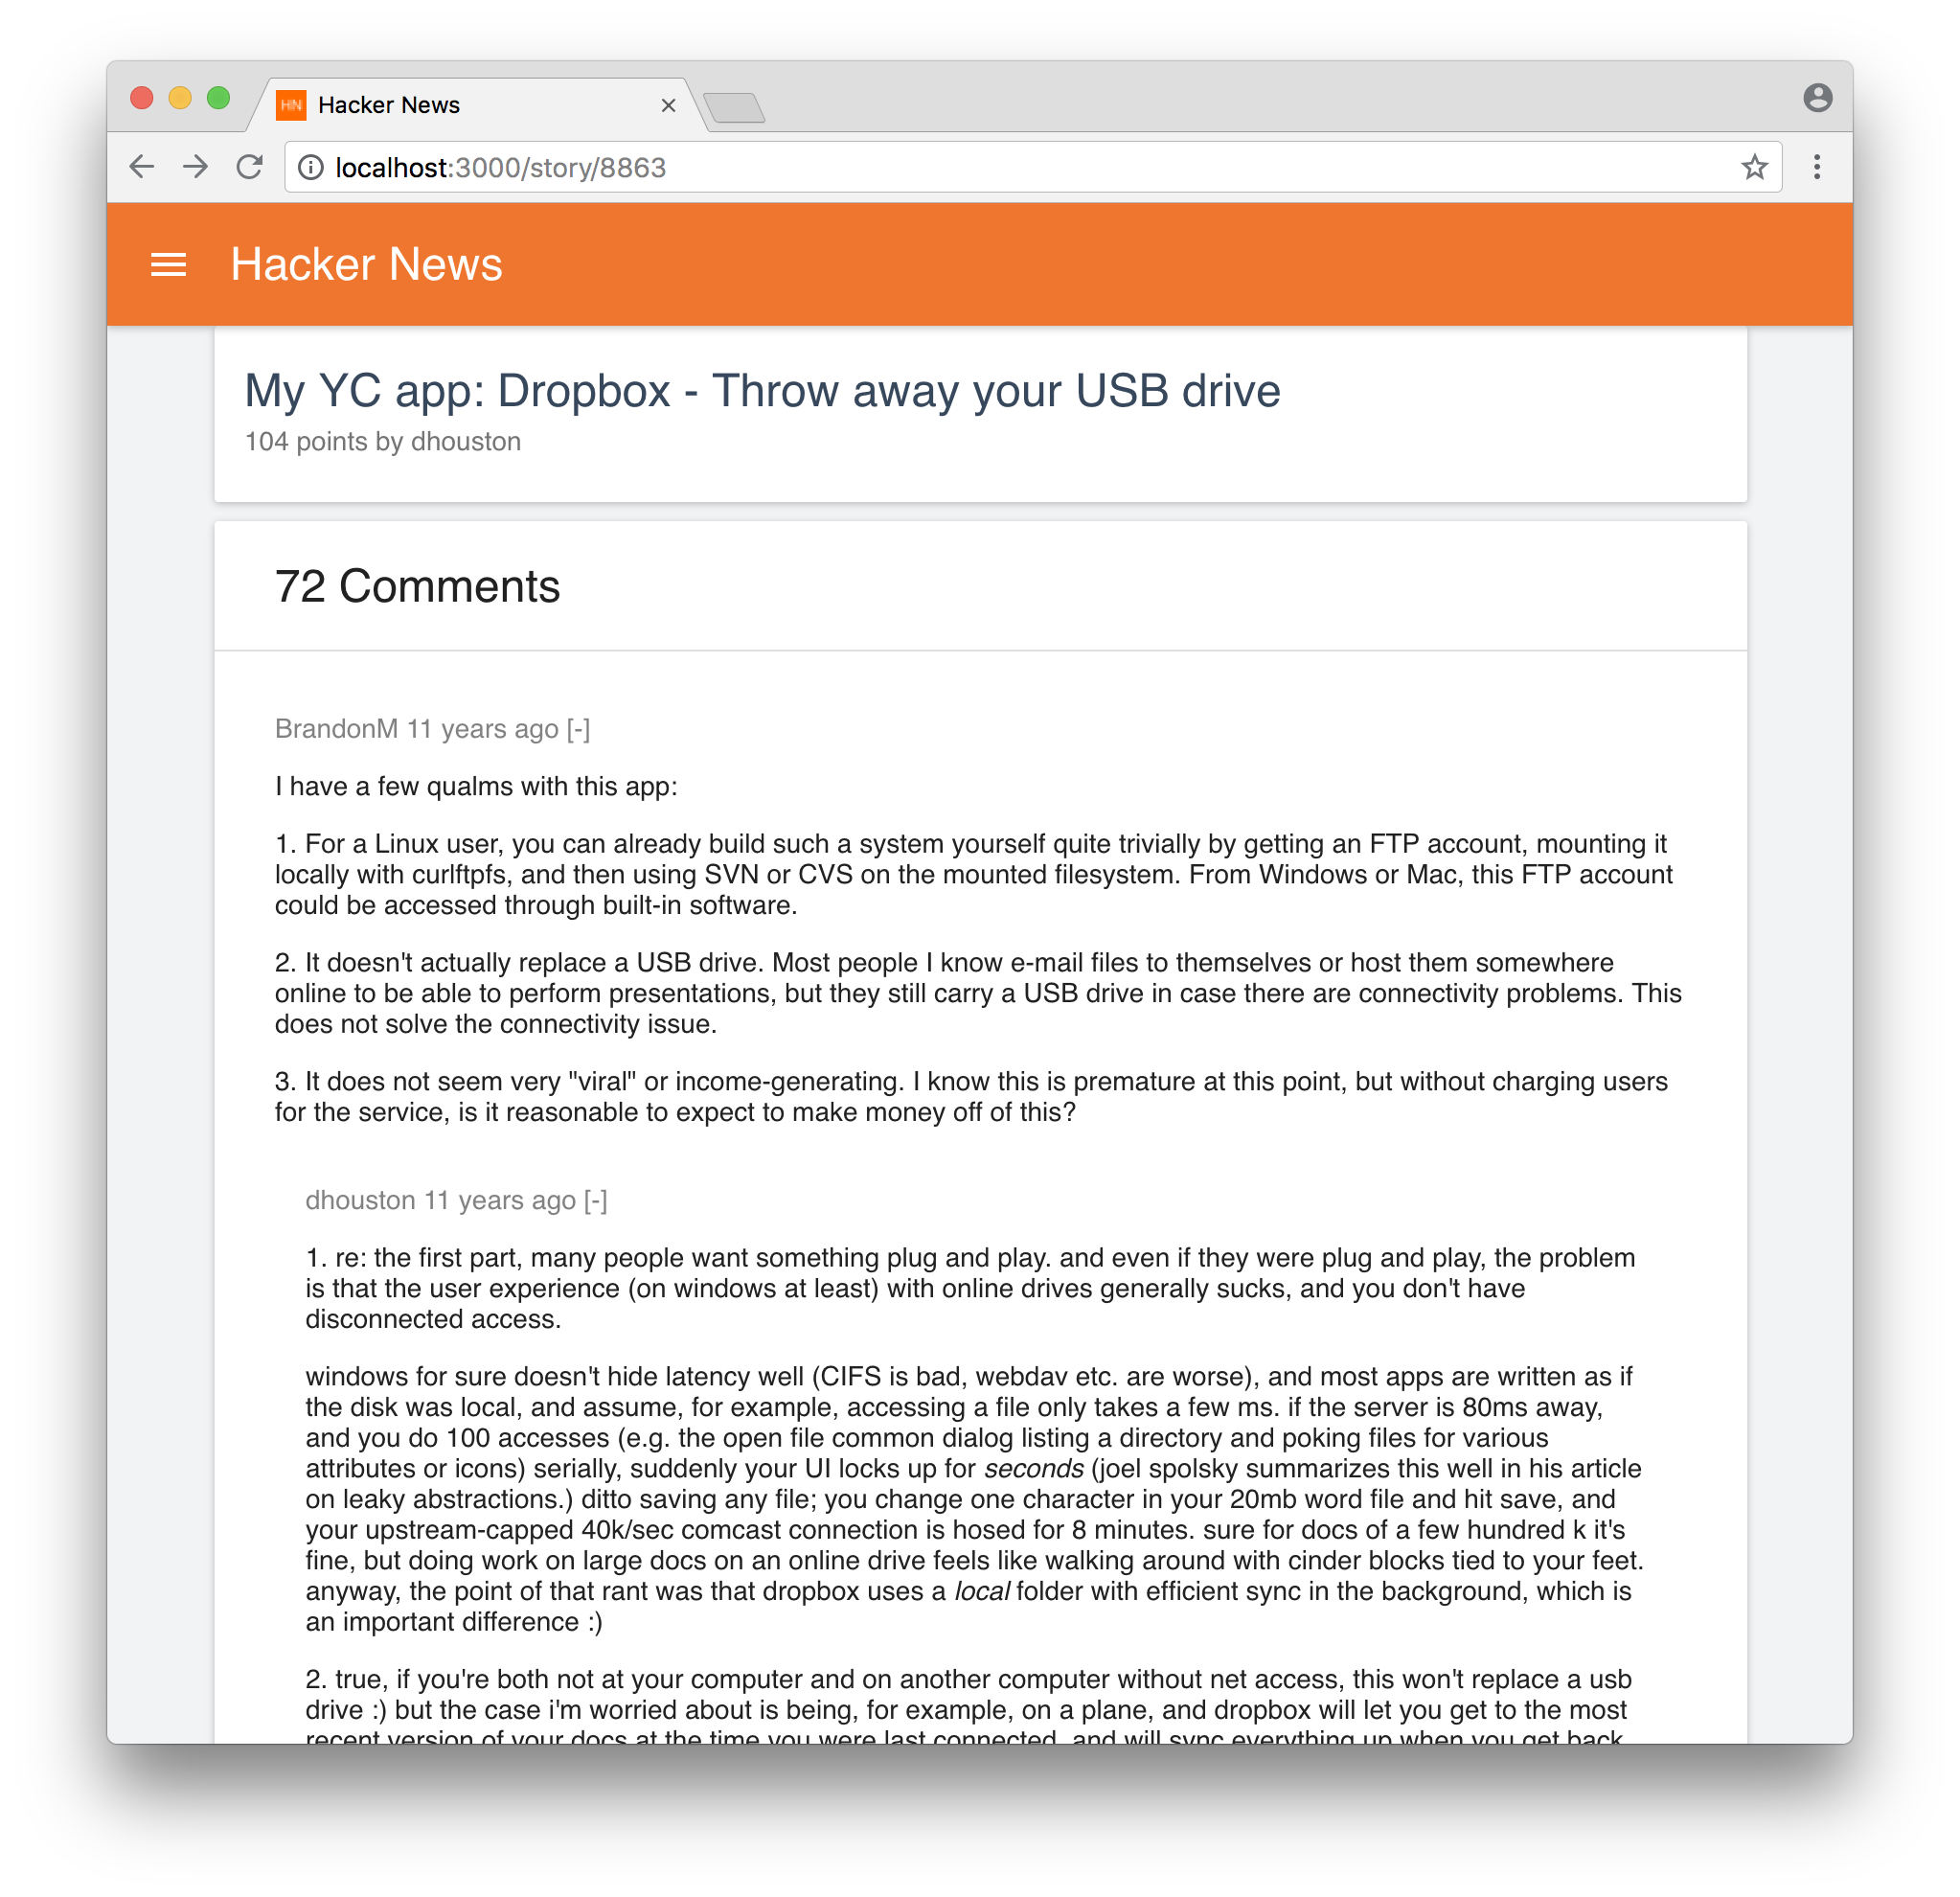 HN Hacker News
localhost:3000/story/8863
Hacker News
My YC app: Dropbox - Throw away your USB drive
104 points by dhouston
72 Comments
BrandonM 11 years ago [-]
I have a few qualms with this app:
1. For a Linux user, you can already build such a system yourself quite trivially by getting an FTP account, mounting it
locally with curlftpfs, and then using SVN or CVS on the mounted filesystem. From Windows or Mac, this FTP account
could be accessed through built-in software.
2. It doesn't actually replace a USB drive. Most people I know e-mail files to themselves or host them somewhere
online to be able to perform presentations, but they still carry a USB drive in case there are connectivity problems. This
does not solve the connectivity issue.
3. It does not seem very "viral" or income-generating. I know this is premature at this point, but without charging users
for the service, is it reasonable to expect to make money off of this?
dhouston 11 years ago [-]
1. re: the first part, many people want something plug and play. and even if they were plug and play, the problem
is that the user experience (on windows at least) with online drives generally sucks, and you don't have
disconnected access.
windows for sure doesn't hide latency well (CIFS is bad, webdav etc. are worse), and most apps are written as if
the disk was local, and assume, for example, accessing a file only takes a few ms. if the server is 80ms away,
and you do 100 accesses (e.g. the open file common dialog listing a directory and poking files for various
attributes or icons) serially, suddenly your UI locks up for seconds (joel spolsky summarizes this well in his article
on leaky abstractions.) ditto saving any file; you change one character in your 20mb word file and hit save, and
your upstream-capped 40k/sec comcast connection is hosed for 8 minutes. sure for docs of a few hundred k it's
fine, but doing work on large docs on an online drive feels like walking around with cinder blocks tied to your feet.
anyway, the point of that rant was that dropbox uses a local folder with efficient sync in the background, which is
an important difference :)
2. true, if you're both not at your computer and on another computer without net access, this won't replace a usb
drive :) but the case i'm worried about is being, for example, on a plane, and dropbox will let you get to the most
recent version of your docs at the time you were last connected, and will sync everything up when you get back